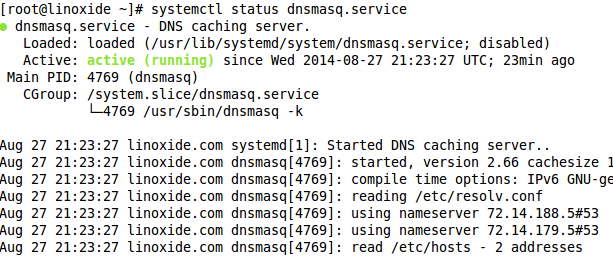 [root@linoxide ~]# systemctl status dnsmasq.service
● dnsmasq.service - DNS caching server.
   Loaded: loaded (/usr/lib/systemd/system/dnsmasq.service; disabled)
   Active: active (running) since Wed 2014-08-27 21:23:27 UTC; 23min ago
 Main PID: 4769 (dnsmasq)
   CGroup: /system.slice/dnsmasq.service
           └─4769 /usr/sbin/dnsmasq -k

Aug 27 21:23:27 linoxide.com systemd[1]: Started DNS caching server..
Aug 27 21:23:27 linoxide.com dnsmasq[4769]: started, version 2.66 cachesize 1
Aug 27 21:23:27 linoxide.com dnsmasq[4769]: compile time options: IPv6 GNU-ge
Aug 27 21:23:27 linoxide.com dnsmasq[4769]: reading /etc/resolv.conf
Aug 27 21:23:27 linoxide.com dnsmasq[4769]: using nameserver 72.14.188.5#53
Aug 27 21:23:27 linoxide.com dnsmasq[4769]: using nameserver 72.14.179.5#53
Aug 27 21:23:27 linoxide.com dnsmasq[4769]: read /etc/hosts - 2 addresses